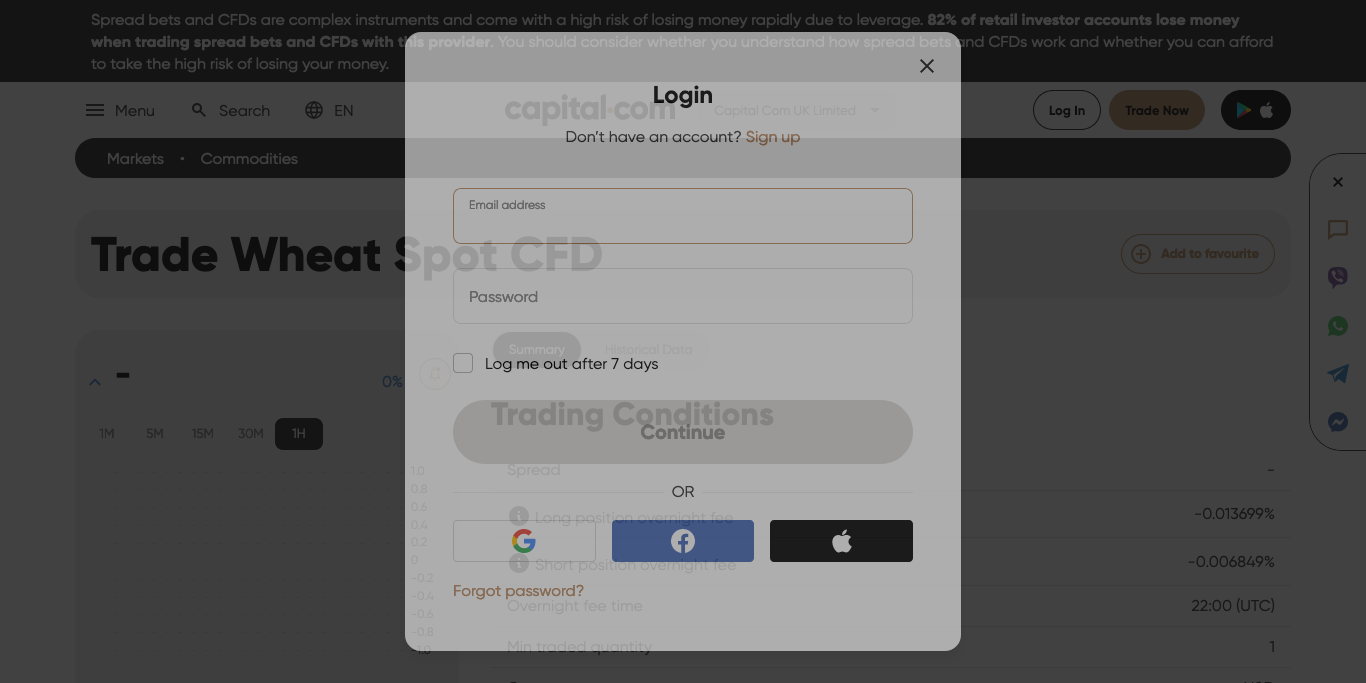 Spread bets and CFDs are complex instruments and come with a high risk of losing money rapidly due to leverage. 82% of retail investor accounts lose money
when trading spread bets and CFDs with this provider. You should consider whether you understand how spread bets and CFDs work and whether you can afford
to take the high risk of losing your money.
Menu
Search
EN
capital.com
Capital Com UK Limited
Log In
Trade Now
Markets • Commodities
Trade Wheat Spot CFD
Add to favourite
Login
Don't have an account? Sign up
Email address
Password
Log me out after 7 days
Continue
OR
Forgot password?
-
0%
1M
5M
15M
30M
1H
1.0
0.8
0.6
0.4
0.2
0
-0.2
-0.4
-0.6
-0.8
-1.0
Summary
Historical Data
Trading Conditions
Spread -
Long position overnight fee -0.013699%
Short position overnight fee -0.006849%
Overnight fee time 22:00 (UTC)
Min traded quantity 1